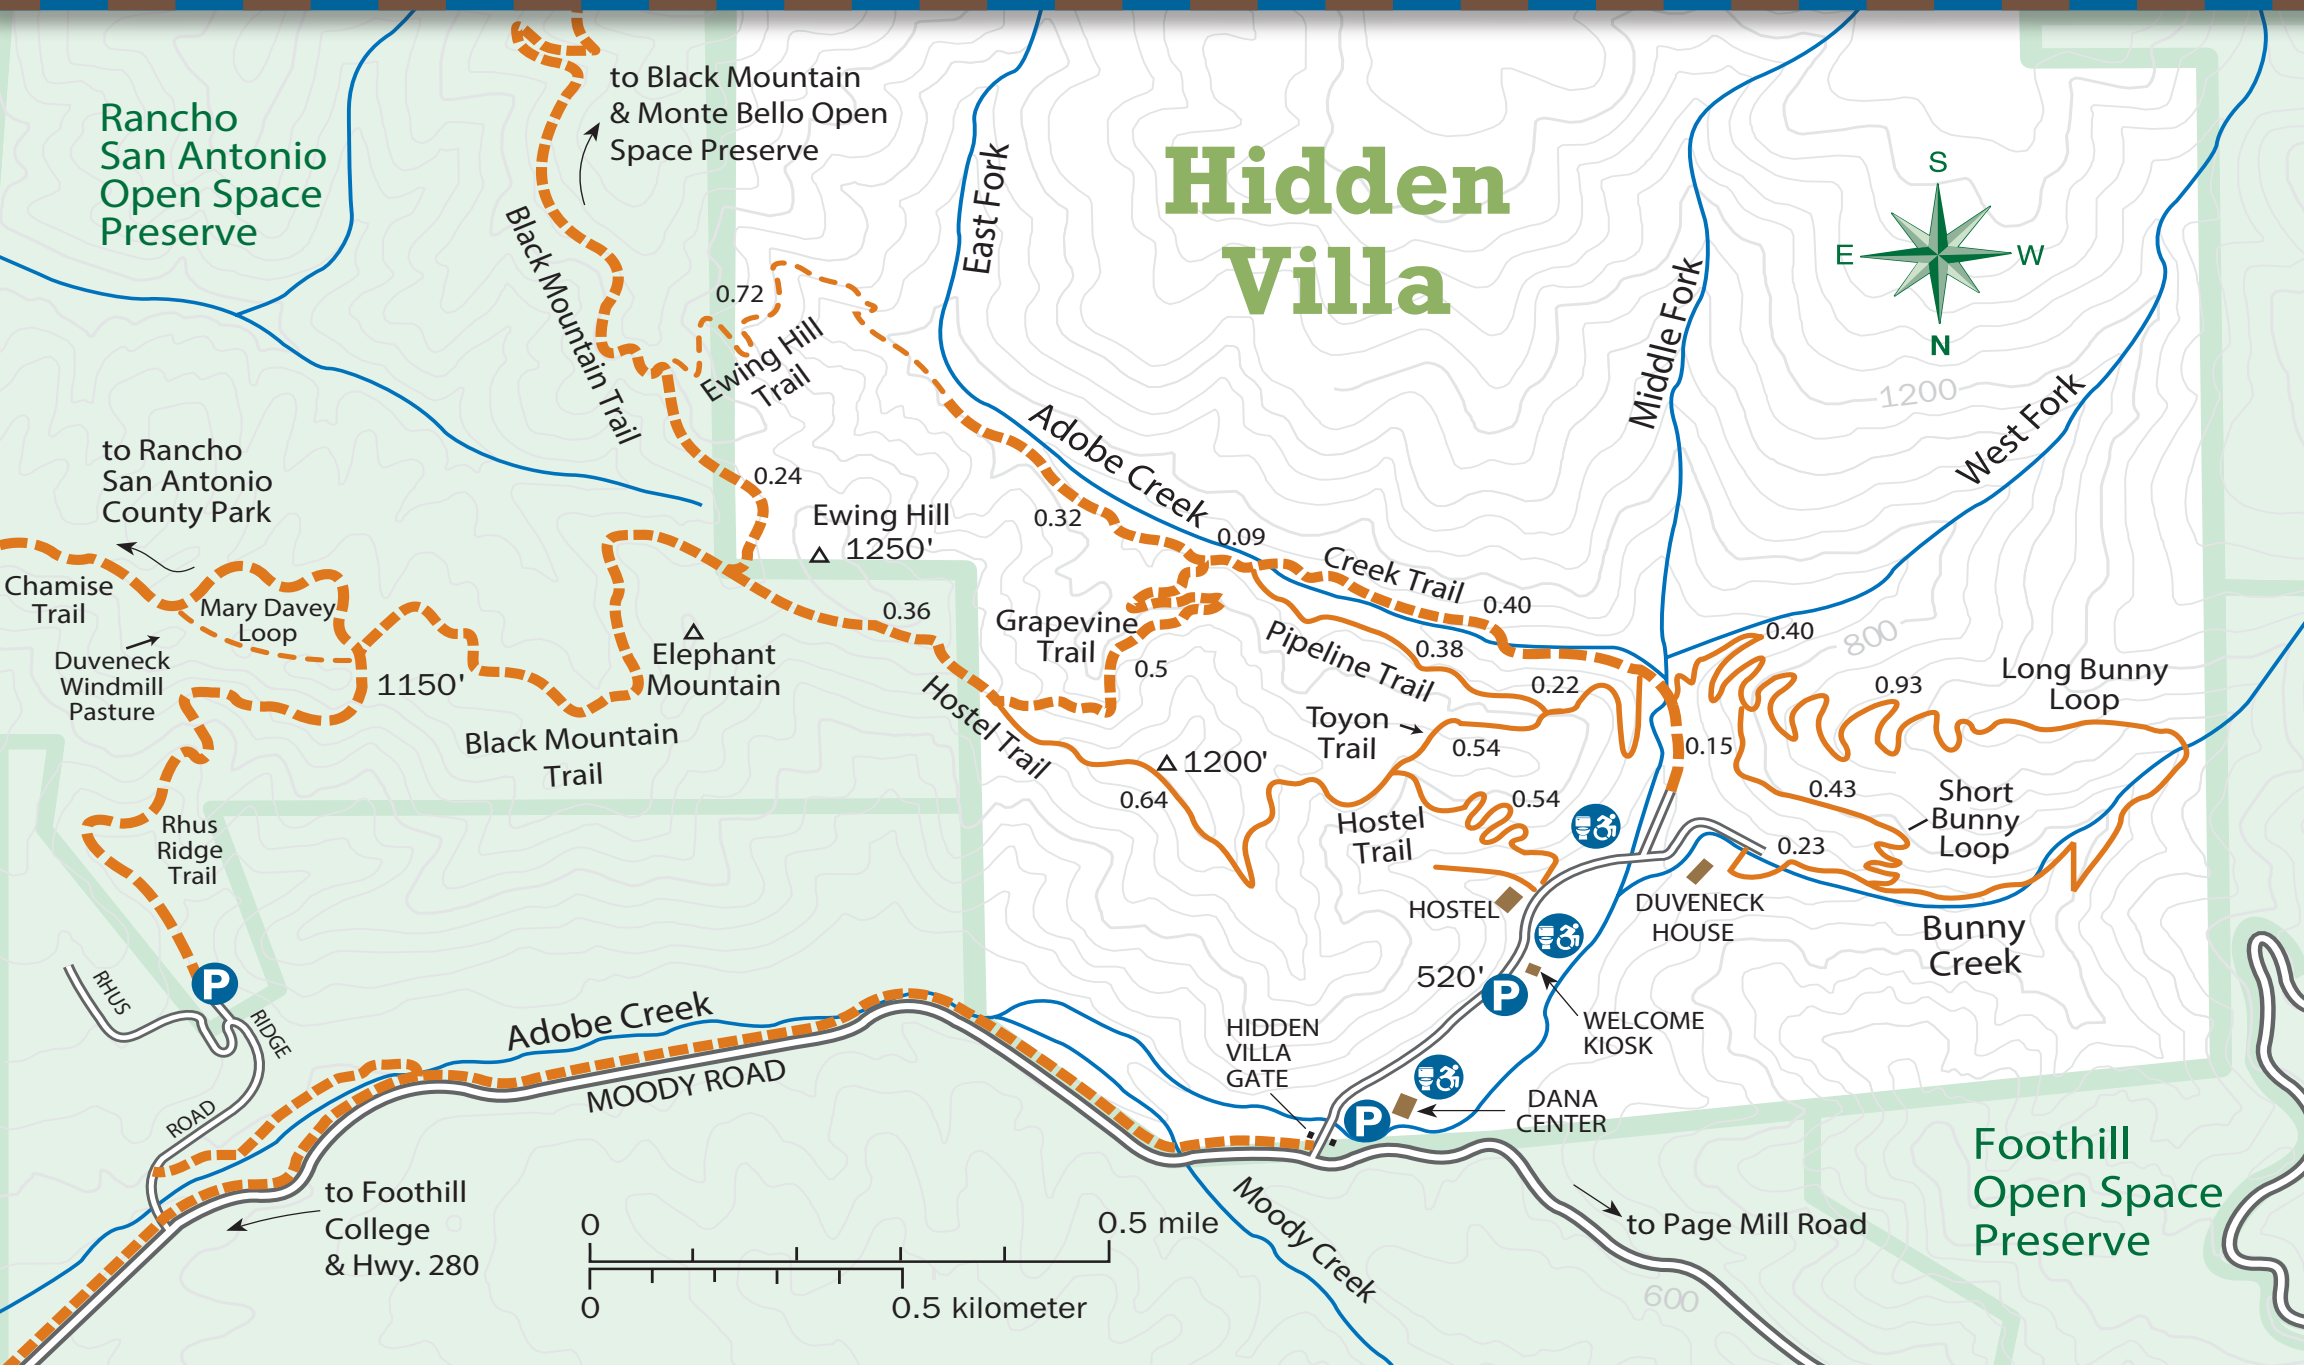 Hidden
Villa
Rancho
San Antonio
Open Space
Preserve
to Black Mountain
& Monte Bello Open
Space Preserve
Black Mountain Trail
East Fork
S
E
W
N
Middle Fork
West Fork
1200
0.72
Ewing Hill
Trail
Adobe Creek
0.24
Ewing Hill
1250'
0.32
0.09
Creek Trail
0.40
to Rancho
San Antonio
County Park
Chamise
Trail
Mary Davey
Loop
Duveneck
Windmill
Pasture
1150'
Elephant
Mountain
Black Mountain
Trail
0.36
Grapevine
Trail
0.5
Hostel Trail
Pipeline Trail
0.38
0.22
0.40
800
0.93
Long Bunny
Loop
Toyon
Trail
0.54
0.15
1200'
0.64
0.54
Hostel
Trail
0.43
Short
Bunny
Loop
0.23
Rhus
Ridge
Trail
HOSTEL
DUVENECK
HOUSE
Bunny
Creek
520'
P
P
P
WELCOME
KIOSK
HIDDEN
VILLA
GATE
DANA
CENTER
RHUS
RIDGE
ROAD
Adobe Creek
MOODY ROAD
to Foothill
College
& Hwy. 280
0
0.5 mile
0
0.5 kilometer
Moody Creek
to Page Mill Road
600
Foothill
Open Space
Preserve